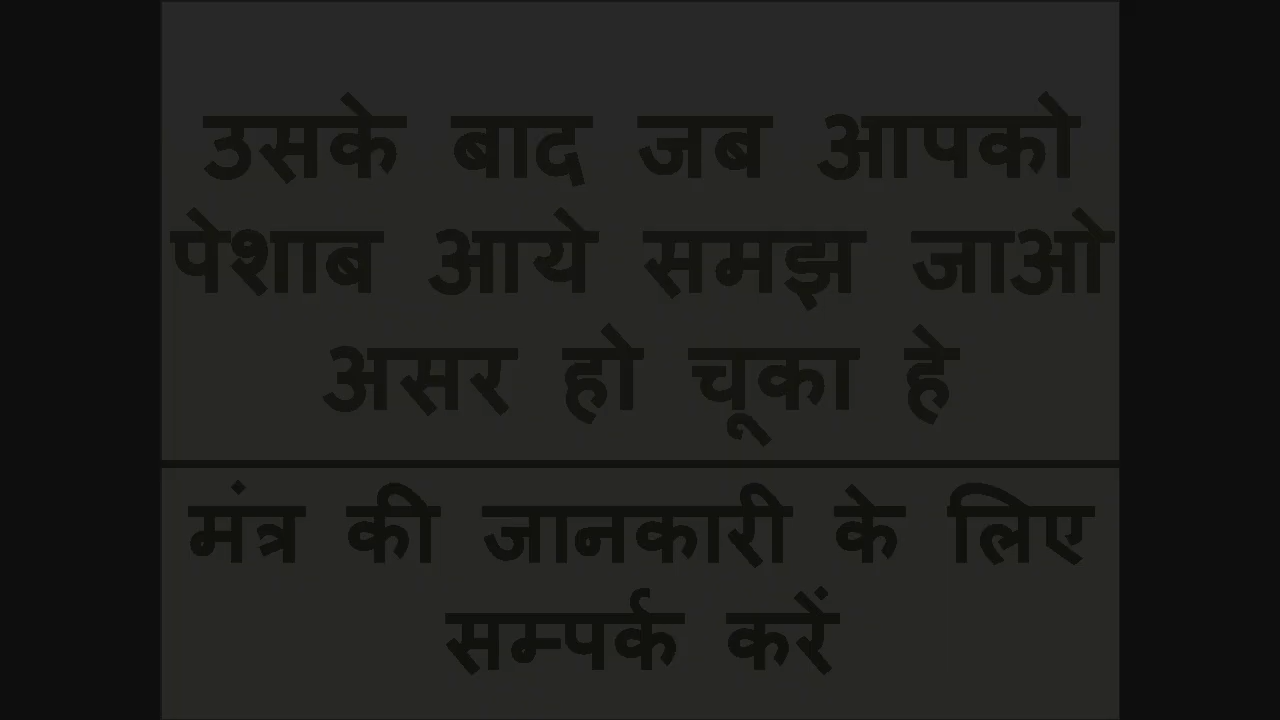 उसके बाद जब आपको
पेशाब आये समझ जाओ
असर हो चूका हे
मंत्र की जानकारी के लिए
सम्पर्क करें